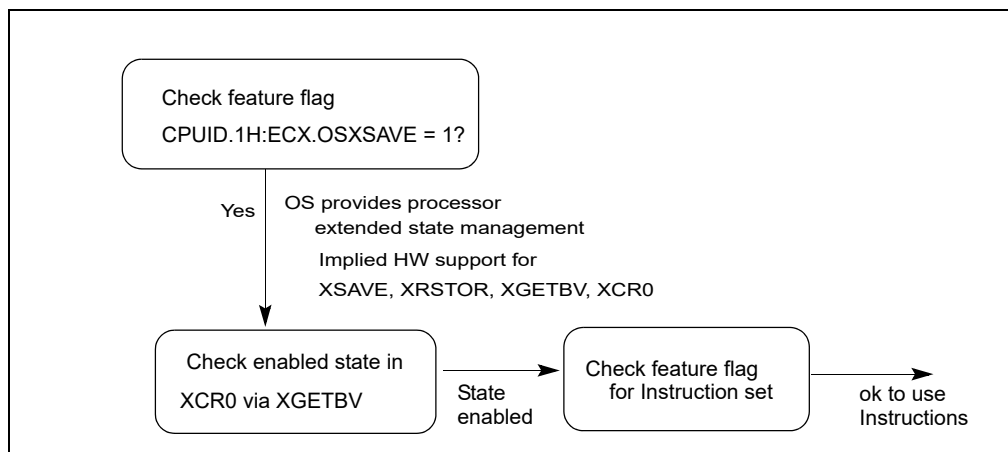 Check feature flag
CPUID.1H:ECX.OSXSAVE = 1?
Yes
OS provides processor
extended state management
Implied HW support for
XSAVE, XRSTOR, XGETBV, XCR0
Check enabled state in
XCR0 via XGETBV
State
enabled
Check feature flag
for Instruction set
ok to use
Instructions